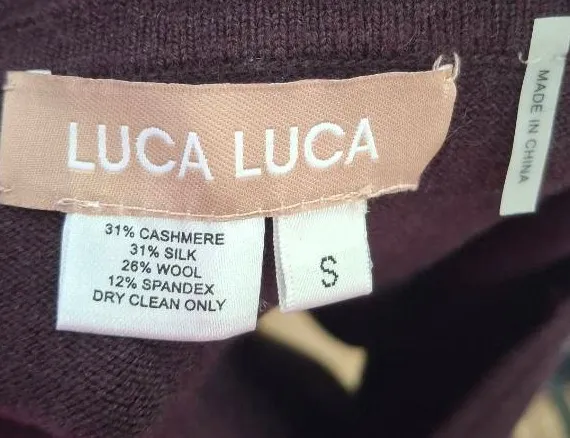 LUCA LUCA
31% CASHMERE
31% SILK
26% WOOL
12% SPANDEX
DRY CLEAN ONLY
S
MADE IN CHINA